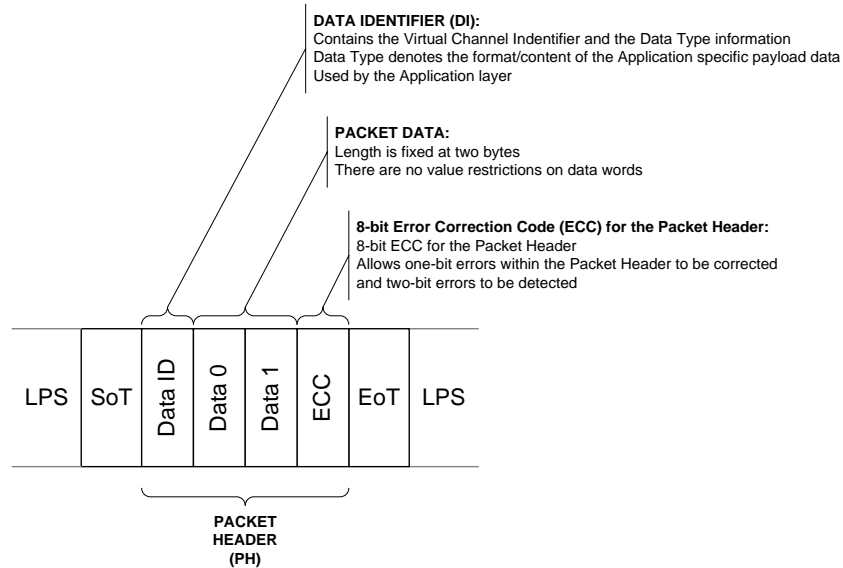 DATA IDENTIFIER (DI):
Contains the Virtual Channel Indentifier and the Data Type information
Data Type denotes the format/content of the Application specific payload data
Used by the Application layer
PACKET DATA:
Length is fixed at two bytes
There are no value restrictions on data words
8-bit Error Correction Code (ECC) for the Packet Header:
8-bit ECC for the Packet Header
Allows one-bit errors within the Packet Header to be corrected
and two-bit errors to be detected
LPS
SoT
Data ID
Data 0
Data 1
ECC
EoT
LPS
PACKET
HEADER
(PH)